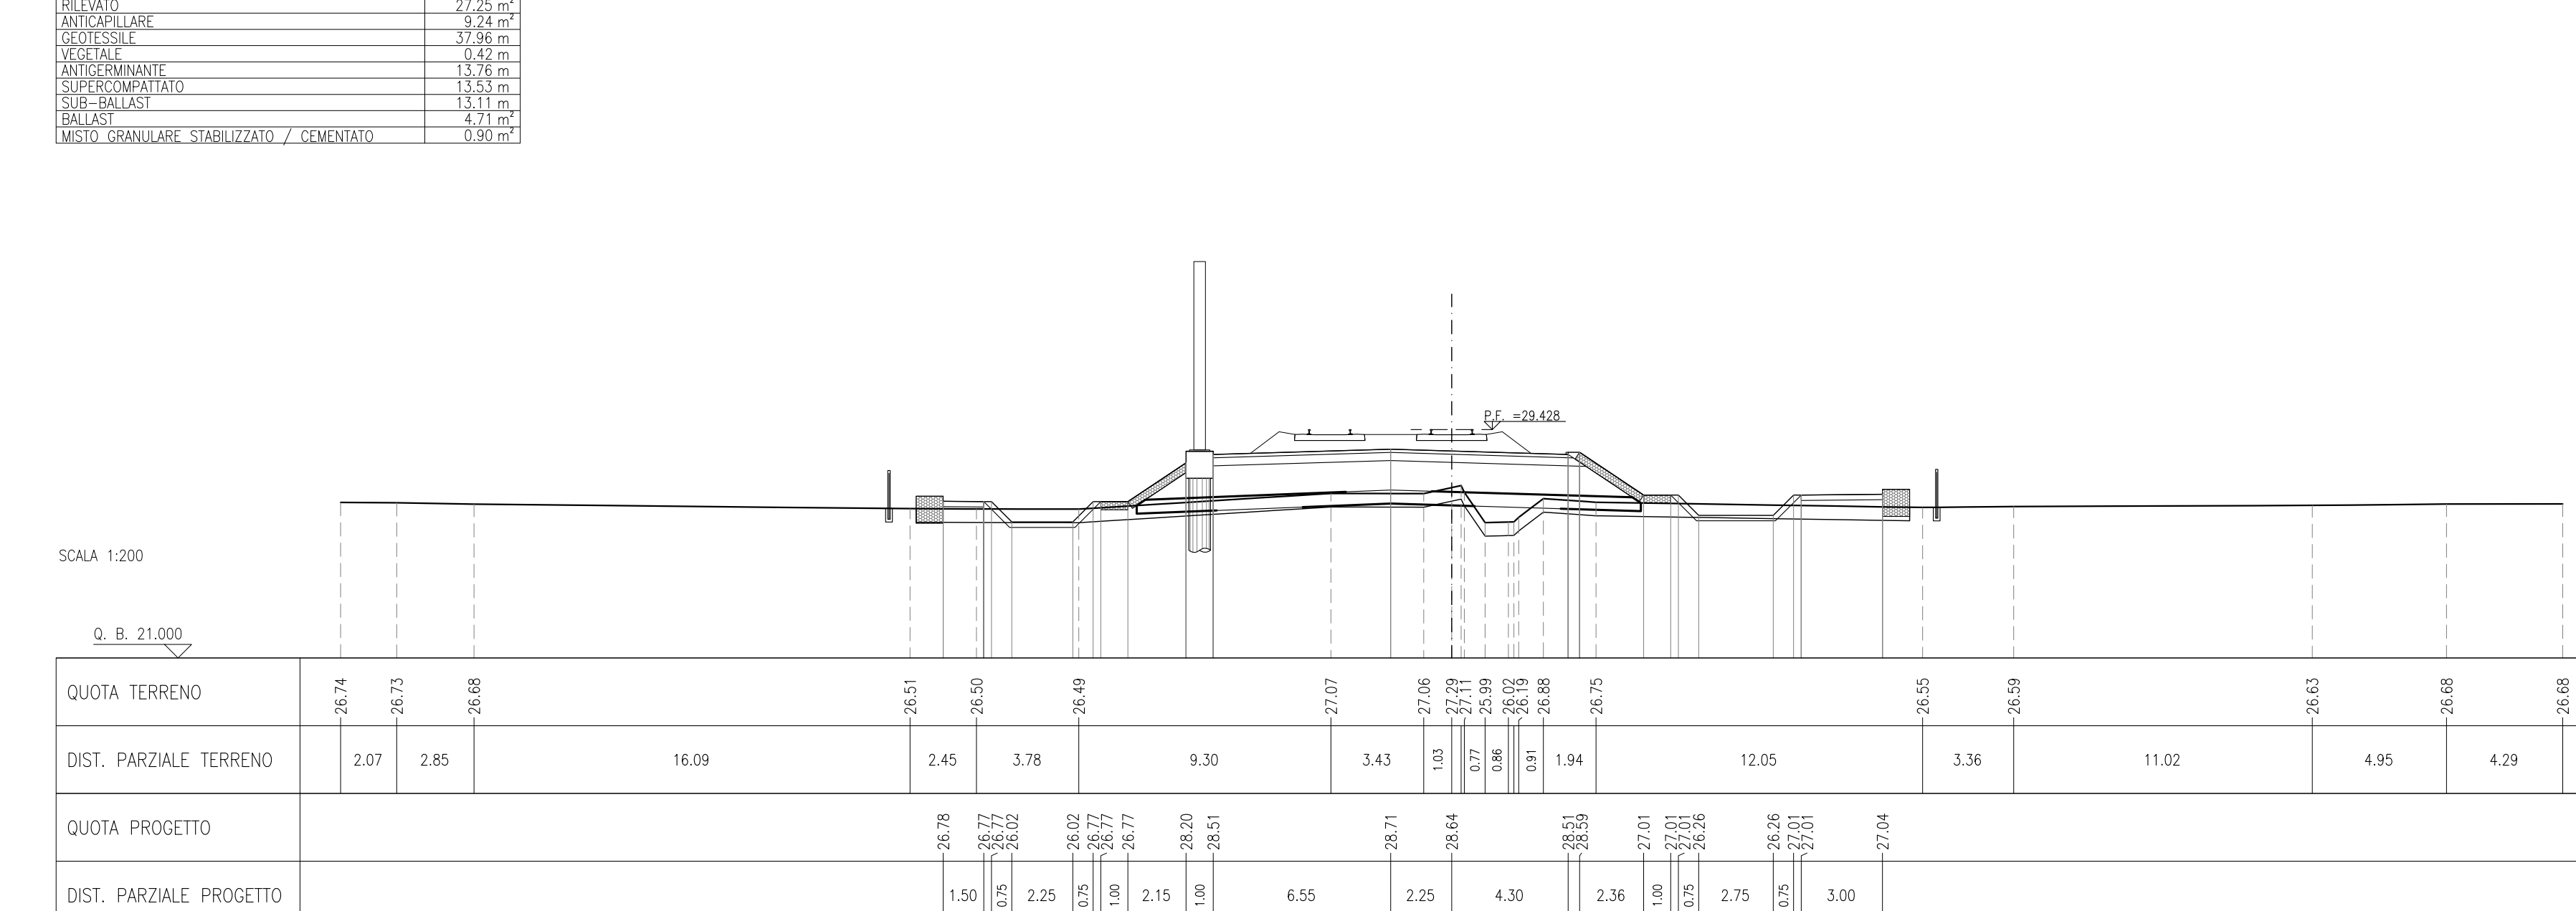 RILEVATO 27.25 m²
ANTICAPILLARE 9.24 m²
GEOTESSILE 37.96 m
VEGETALE 0.42 m
ANTIGERMINANTE 13.76 m
SUPERCOMPATTATO 13.53 m
SUB-BALLAST 13.11 m
BALLAST 4.71 m²
MISTO GRANULARE STABILIZZATO / CEMENTATO 0.90 m²
P.F. =29.428
SCALA 1:200
Q. B. 21.000
QUOTA TERRENO 26.74 26.73 26.68 26.51 26.50 26.49 27.07 27.06 27.29 27.11 25.99 26.02 26.19 26.88 26.75 26.55 26.59 26.63 26.68 26.68
DIST. PARZIALE TERRENO 2.07 2.85 16.09 2.45 3.78 9.30 3.43 1.03 0.77 0.86 0.91 1.94 12.05 3.36 11.02 4.95 4.29
QUOTA PROGETTO 26.78 26.77 26.77 26.02 26.02 26.77 26.77 26.77 28.20 28.51 28.71 28.64 28.51 28.59 27.01 27.01 27.01 26.26 26.26 27.01 27.01 27.04
DIST. PARZIALE PROGETTO 1.50 0.75 2.25 0.75 1.00 2.15 1.00 6.55 2.25 4.30 2.36 1.00 0.75 2.75 0.75 3.00